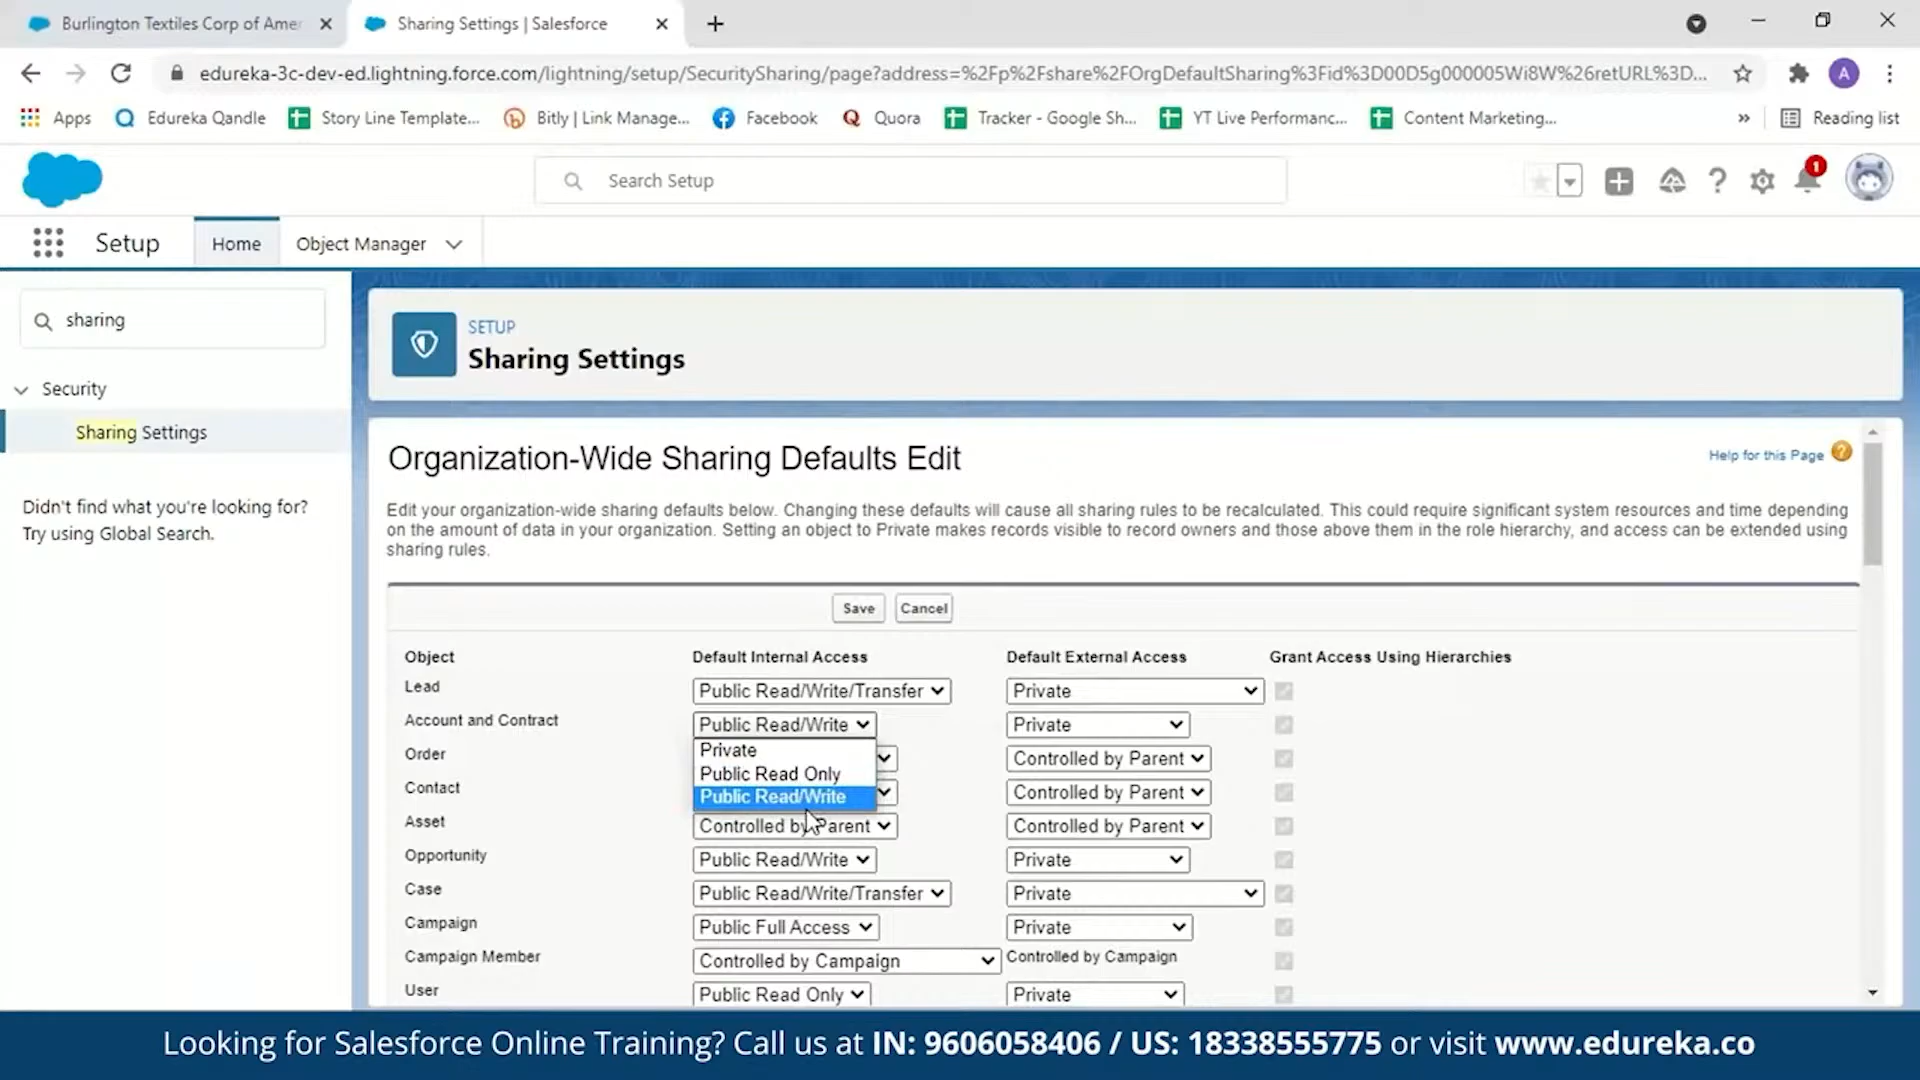 Burlington Textiles Corp of Amer
Sharing Settings | Salesforce
edureka-3c-dev-ed.lightning.force.com/lightning/setup/SecuritySharing/page?address=%2Fp%2Fshare%2FOrgDefaultSharing%3Fid%3D00D5g000005Wi8W%26retURL%3D...
A
Apps
Edureka Qandle
Story Line Template...
Bitly | Link Manage...
Facebook
Quora
Tracker - Google Sh...
YT Live Performanc...
Content Marketing...
»
Reading list
Search Setup
1
Setup
Home
Object Manager
sharing
Security
Sharing Settings
Didn't find what you're looking for?
Try using Global Search.
SETUP
Sharing Settings
Organization-Wide Sharing Defaults Edit
Help for this Page ?
Edit your organization-wide sharing defaults below. Changing these defaults will cause all sharing rules to be recalculated. This could require significant system resources and time depending
on the amount of data in your organization. Setting an object to Private makes records visible to record owners and those above them in the role hierarchy, and access can be extended using
sharing rules.
Save Cancel
Object Default Internal Access Default External Access Grant Access Using Hierarchies
Lead Public Read/Write/Transfer Private
Account and Contract Public Read/Write Private
Private
Public Read Only
Public Read/Write
Order Controlled by Parent
Contact Controlled by Parent
Asset Controlled by Parent Controlled by Parent
Opportunity Public Read/Write Private
Case Public Read/Write/Transfer Private
Campaign Public Full Access Private
Campaign Member Controlled by Campaign Controlled by Campaign
User Public Read Only Private
Looking for Salesforce Online Training? Call us at IN: 9606058406 / US: 18338555775 or visit www.edureka.co